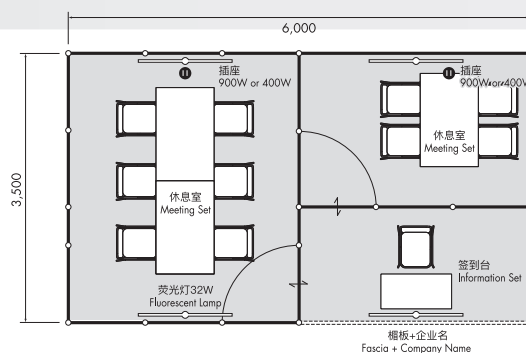 6,000
插座
900W or 400W
插座
900W or 400W
休息室
Meeting Set
3,500
休息室
Meeting Set
签到台
Information Set
荧光灯32W
Fluorescent Lamp
楣板+企业名
Fascia + Company Name